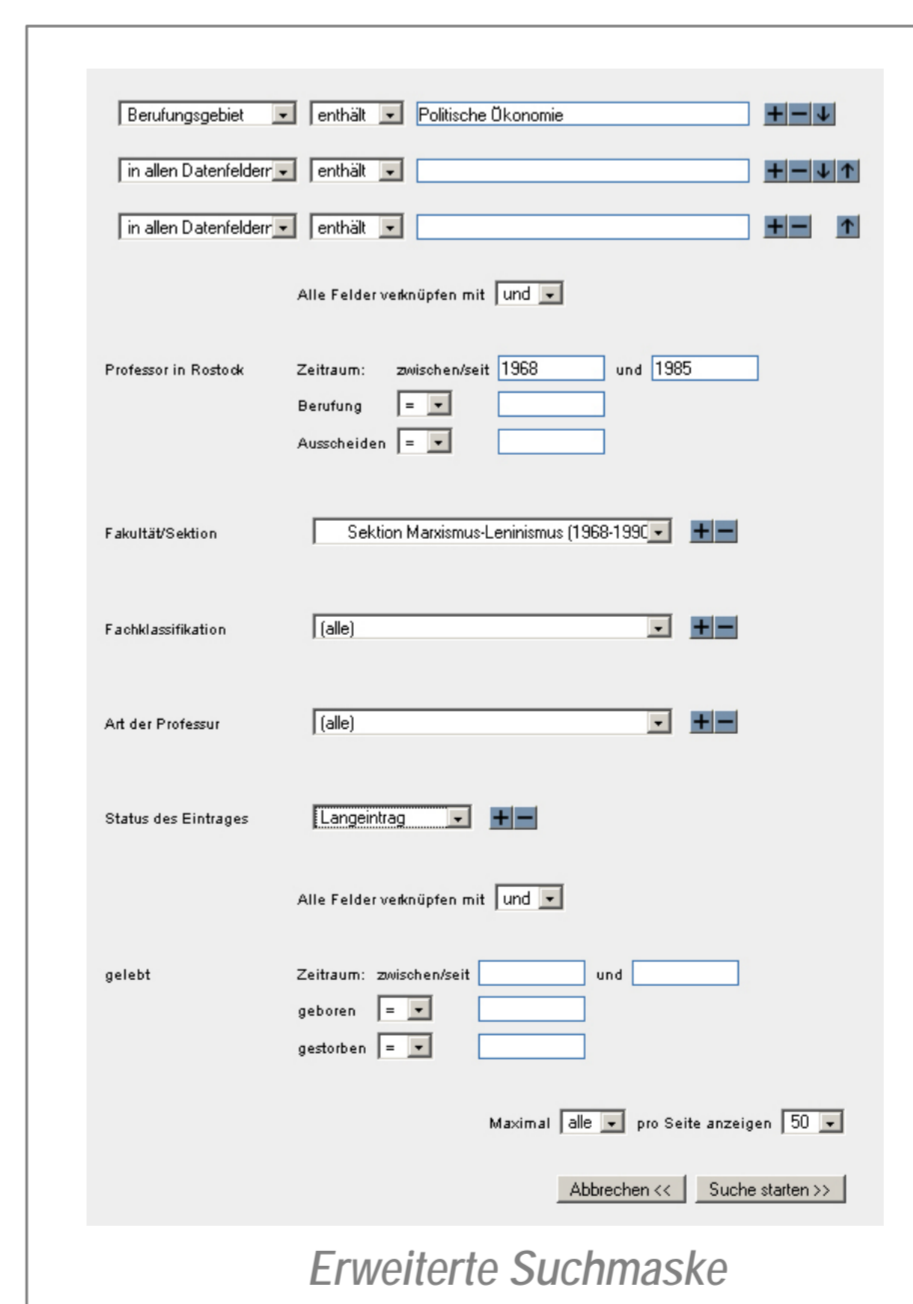 Berufungsgebiet enthält Politische Ökonomie
in allen Datenfeldern enthält
in allen Datenfeldern enthält
Alle Felder verknüpfen mit und
Professor in Rostock Zeitraum: zwischen/seit 1968 und 1985
Berufung =
Ausscheiden =
Fakultät/Sektion Sektion Marxismus-Leninismus (1968-1990
Fachklassifikation (alle)
Art der Professur (alle)
Status des Eintrages Langeintrag
Alle Felder verknüpfen mit und
gelebt Zeitraum: zwischen/seit und
geboren =
gestorben =
Maximal alle pro Seite anzeigen 50
Abbrechen << Suche starten >>
Erweiterte Suchmaske